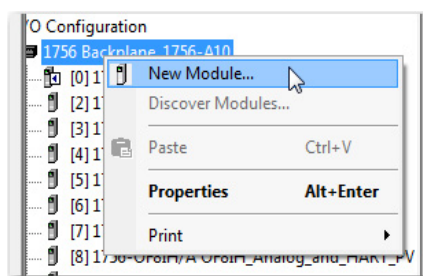 I/O Configuration
1756 Backplane, 1756-A10
[0] 1
New Module...
[2] 1
Discover Modules...
[3] 1
[4] 1
Paste Ctrl+V
[5] 1
Properties Alt+Enter
[6] 1
[7] 1
Print
[8] 1756-OF8IH/A OF8IH_Analog_and_HART_PV